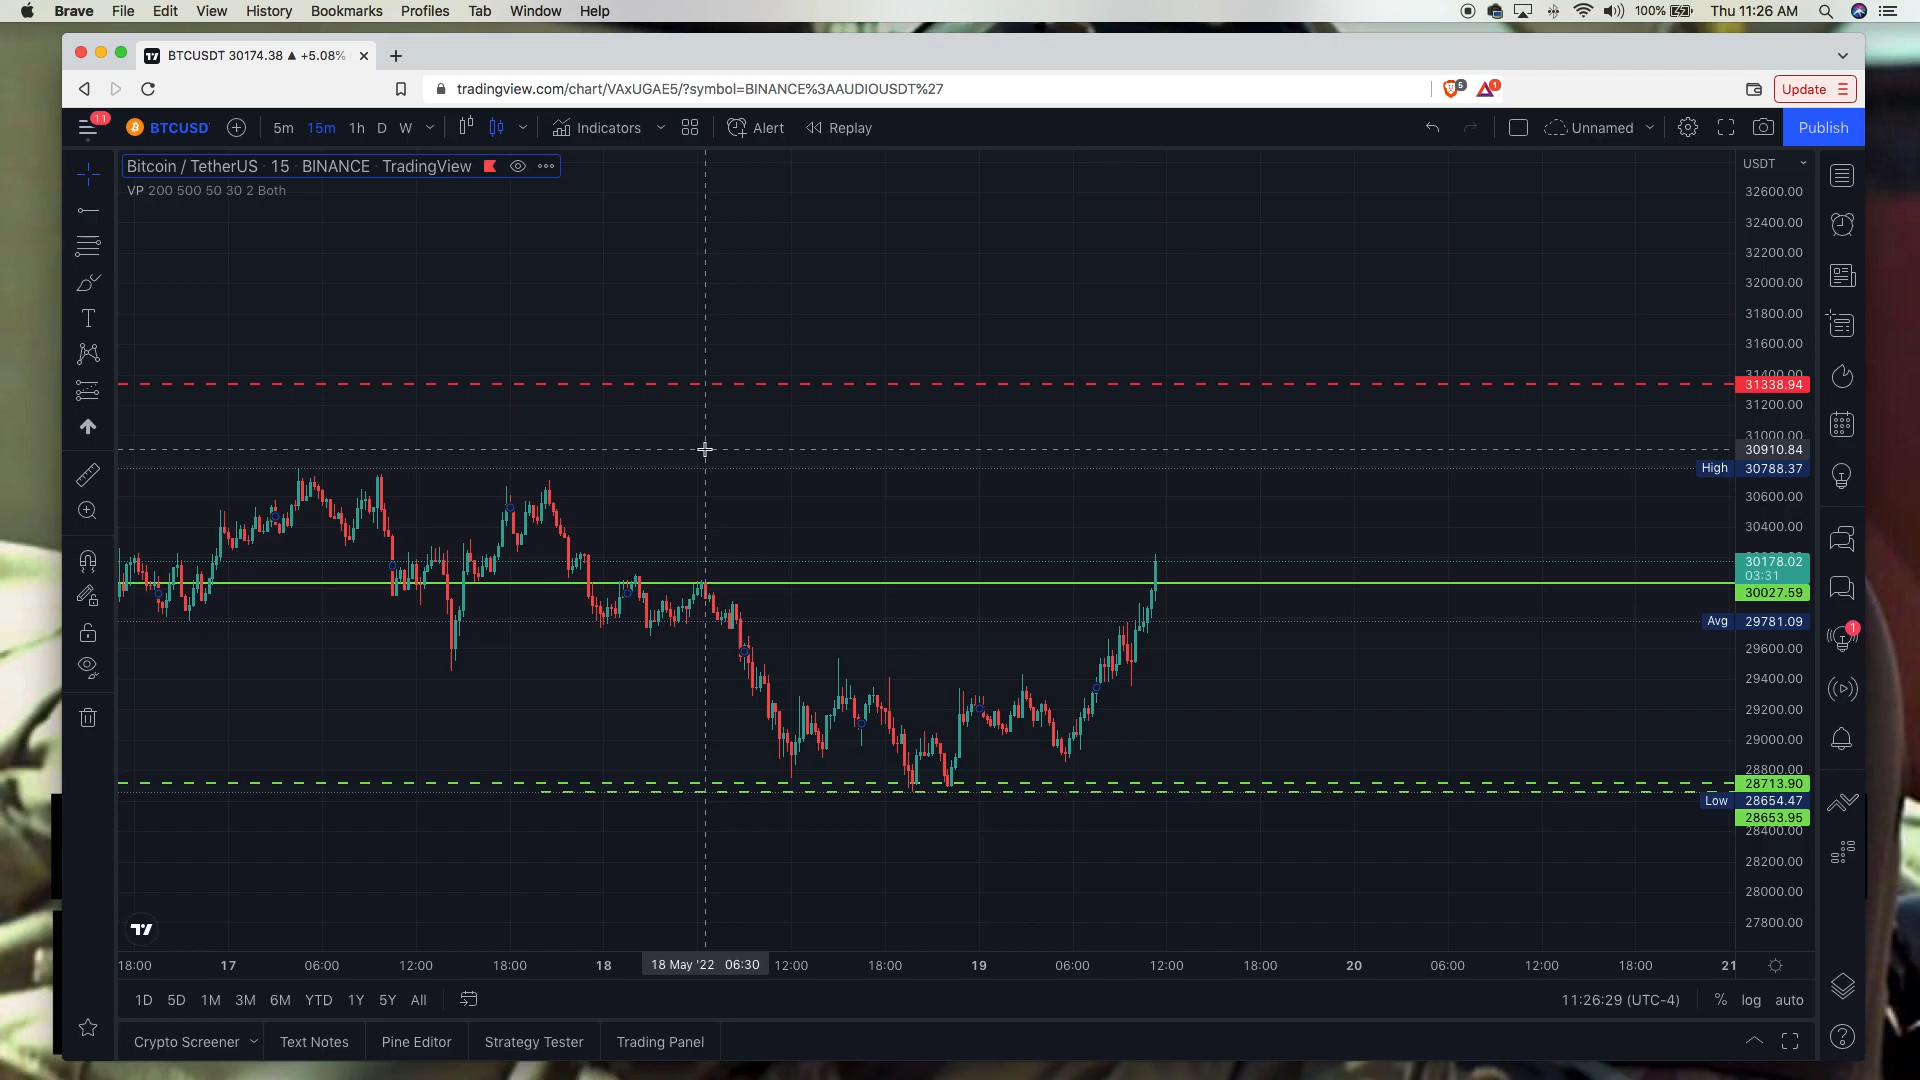 Brave File Edit View History Bookmarks Profiles Tab Window Help
100% Thu 11:26 AM
BTCUSDT 30174.38 ▲ +5.08%
tradingview.com/chart/VAxUGAE5/?symbol=BINANCE%3AAUDIOUSDT%27
5
1
Update
11
BTCUSD
5m 15m 1h D W
Indicators
Alert
Replay
Unnamed
Publish
Bitcoin / TetherUS · 15 · BINANCE · TradingView
VP 200 500 50 30 2 Both
USDT
32600.00
32400.00
32200.00
32000.00
31800.00
31600.00
31400.00
31338.94
31200.00
31000.00
30910.84
High 30788.37
30600.00
30400.00
30178.02
03:31
30027.59
Avg 29781.09
29600.00
29400.00
29200.00
29000.00
28800.00
28713.90
Low 28654.47
28653.95
28400.00
28200.00
28000.00
27800.00
1
18:00 17 06:00 12:00 18:00 18 18 May '22 06:30 12:00 18:00 19 06:00 12:00 18:00 20 06:00 12:00 18:00 21
1D 5D 1M 3M 6M YTD 1Y 5Y All
11:26:29 (UTC-4) % log auto
Crypto Screener Text Notes Pine Editor Strategy Tester Trading Panel